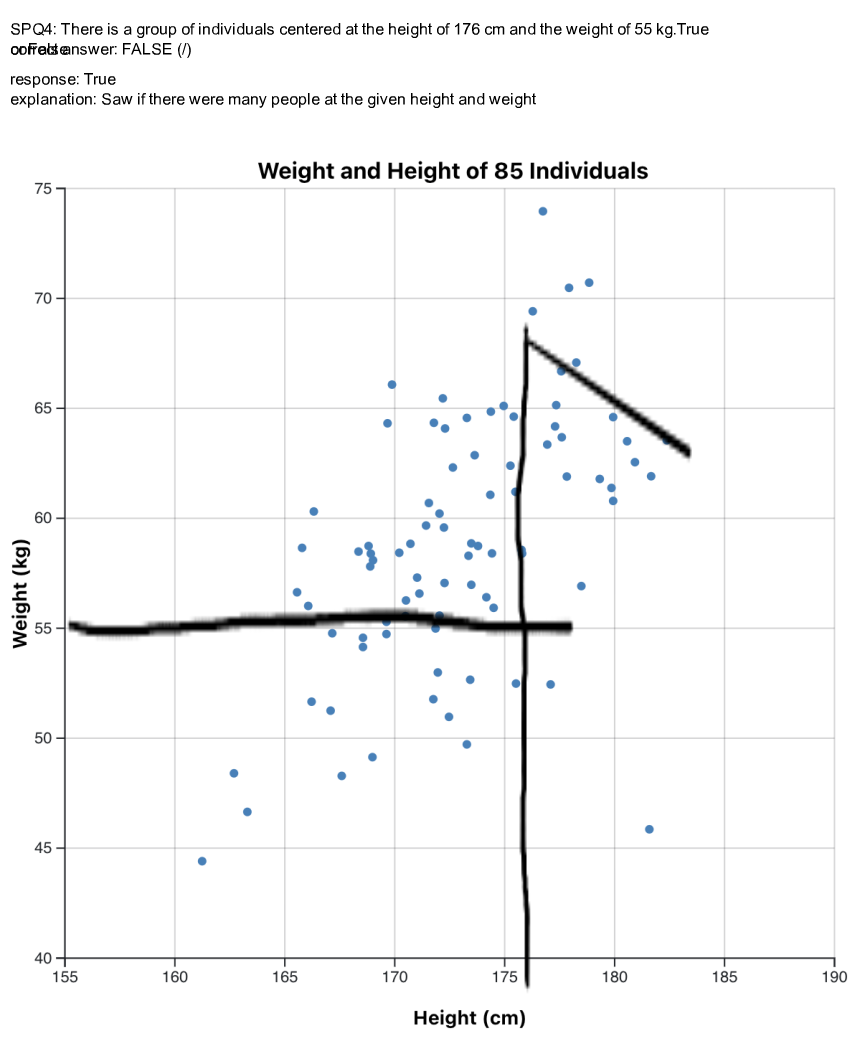 SPQ4: There is a group of individuals centered at the height of 176 cm and the weight of 55 kg.True
or False
correct answer: FALSE (/)
response: True
explanation: Saw if there were many people at the given height and weight
Weight and Height of 85 Individuals
75
70
65
60
55
50
45
40
Weight (kg)
155 160 165 170 175 180 185 190
Height (cm)